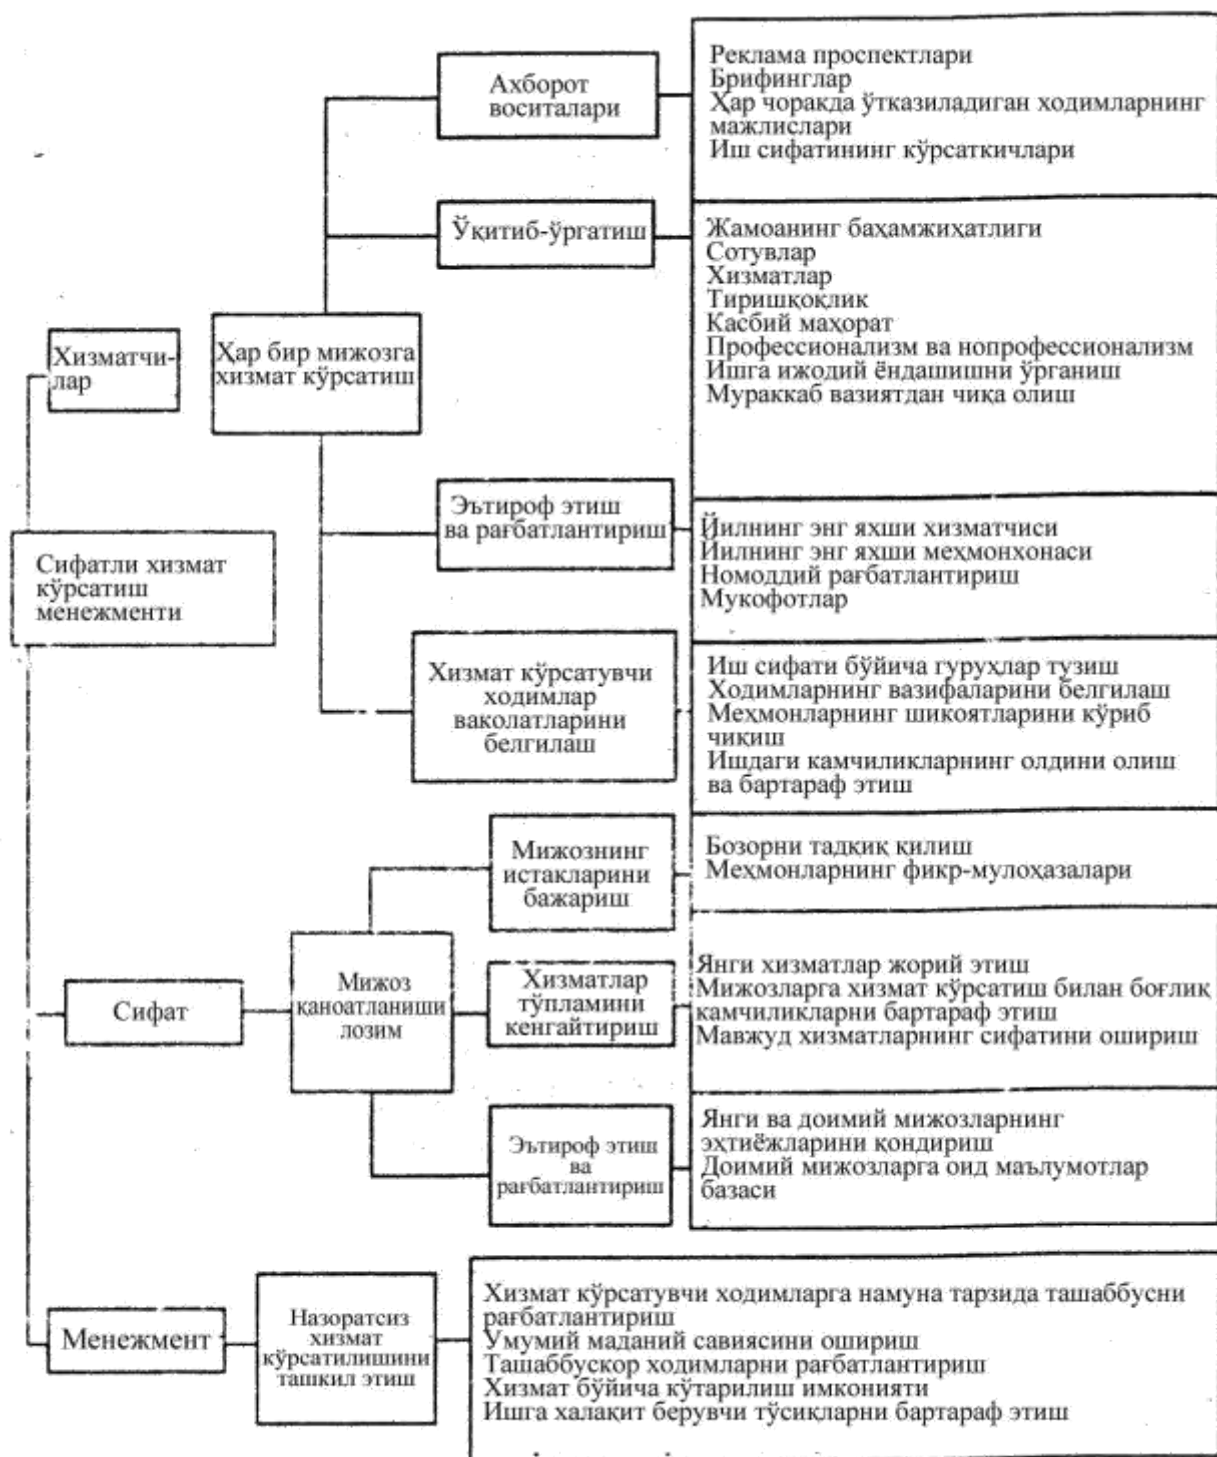 Ахборот
воситалари
Реклама проспектлари
Брифинглар
Ҳар чоракда ўтказиладиган ходимларнинг
мажлислари
Иш сифатининг кўрсаткичлари
Ўқитиб-ўргатиш
Жамоанинг баҳамжиҳатлиги
Сотувлар
Хизматлар
Тиришқоқлик
Касбий маҳорат
Профессионализм ва нопрофессионализм
Ишга ижодий ёндашишни ўрганиш
Мураккаб вазиятдан чиқа олиш
Хизматчи-
лар
Ҳар бир мижозга
хизмат кўрсатиш
Эътироф этиш
ва рағбатлантириш
Йилнинг энг яхши хизматчиси
Йилнинг энг яхши меҳмонхонаси
Номоддий рағбатлантириш
Мукофотлар
Сифатли хизмат
кўрсатиш
менежменти
Хизмат кўрсатувчи
ходимлар
ваколатларини
белгилаш
Иш сифати бўйича гуруҳлар тузиш
Ходимларнинг вазифаларини белгилаш
Меҳмонларнинг шикоятларини кўриб
чиқиш
Ишдаги камчиликларнинг олдини олиш
ва бартараф этиш
Мижознинг
истакларини
бажариш
Бозорни тадқиқ қилиш
Меҳмонларнинг фикр-мулоҳазалари
Сифат
Мижоз
қаноатланиши
лозим
Хизматлар
тўпламини
кенгайтириш
Янги хизматлар жорий этиш
Мижозларга хизмат кўрсатиш билан боғлиқ
камчиликларни бартараф этиш
Мавжуд хизматларнинг сифатини ошириш
Эътироф этиш
ва
рағбатлантириш
Янги ва доимий мижозларнинг
эҳтиёжларини қондириш
Доимий мижозларга оид маълумотлар
базаси
Менежмент
Назоратсиз
хизмат
кўрсатилишини
ташкил этиш
Хизмат кўрсатувчи ходимларга намуна тарзида ташаббусни
рағбатлантириш
Умумий маданий савиясини ошириш
Ташаббускор ходимларни рағбатлантириш
Хизмат бўйича кўтарилиш имконияти
Ишга халақит берувчи тўсиқларни бартараф этиш